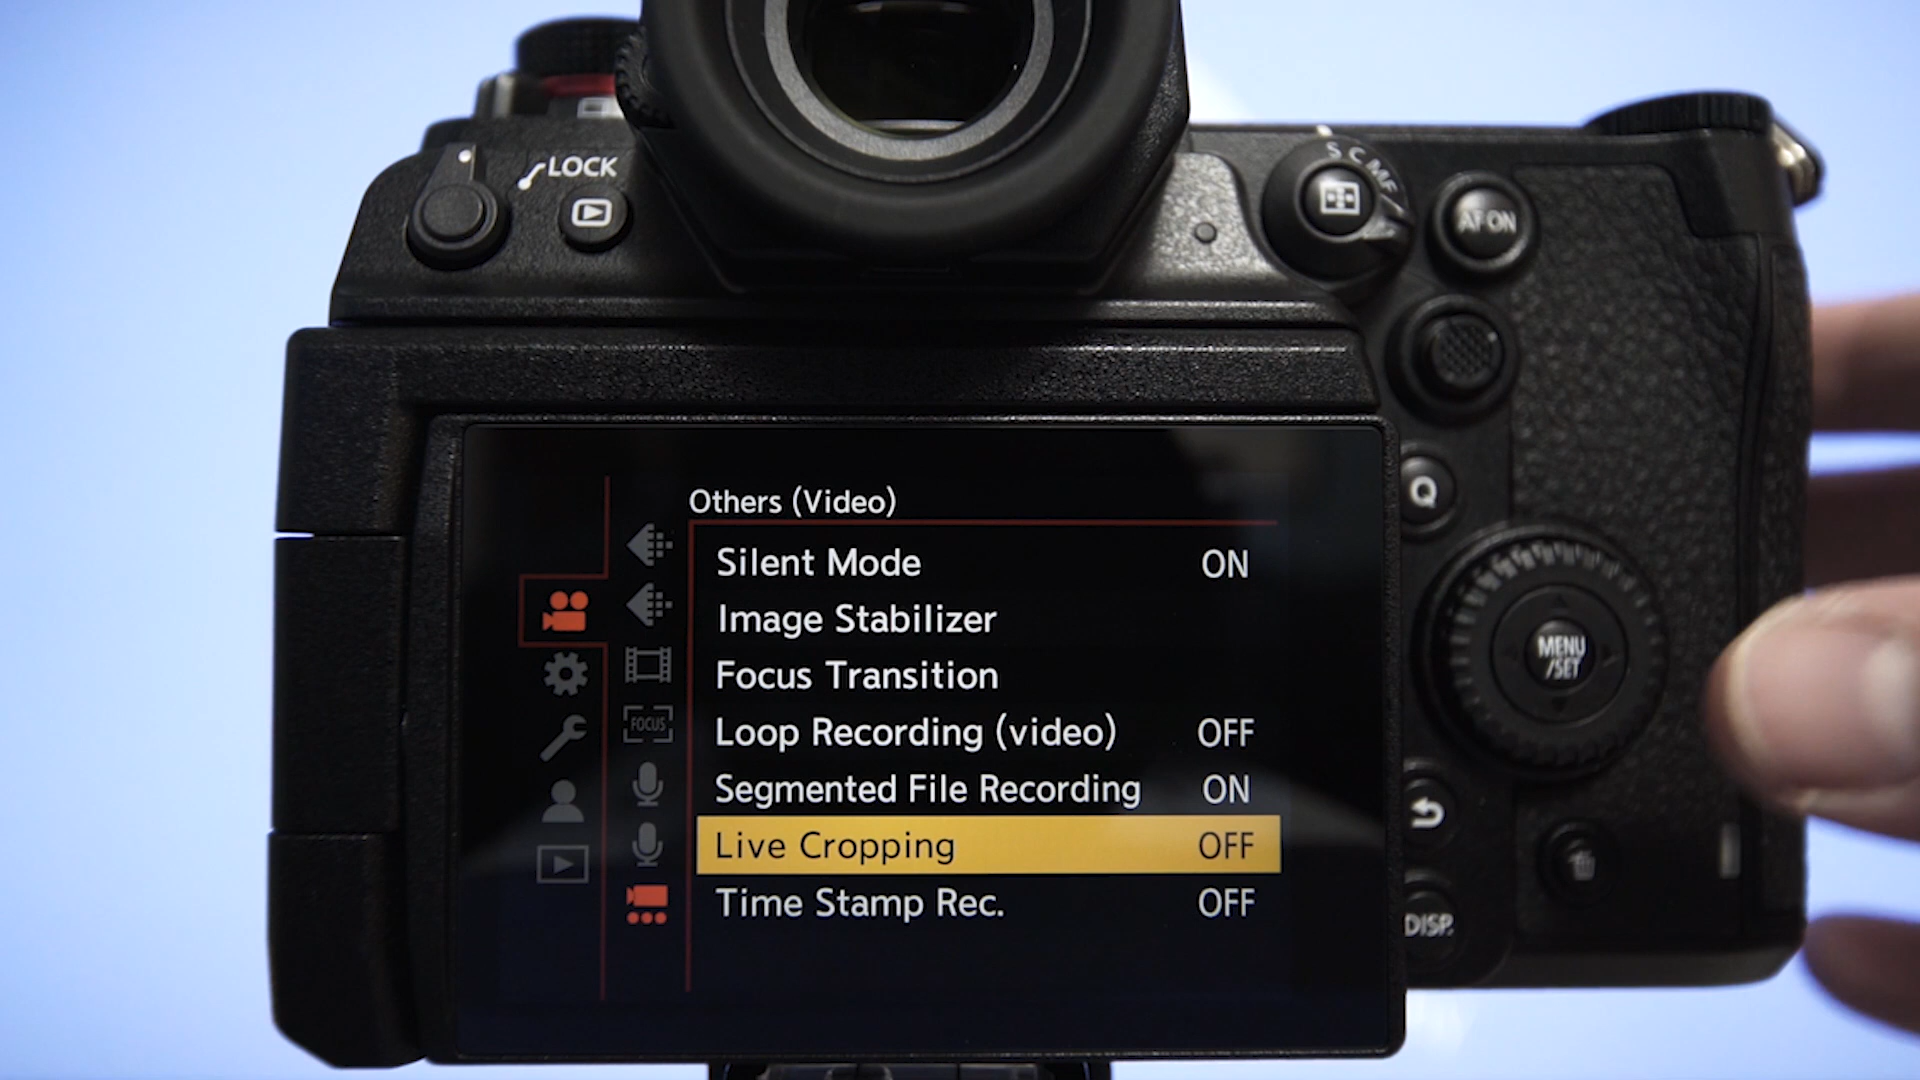 LOCK
S C MF
AF ON
Q
Others (Video)
Silent Mode ON
Image Stabilizer
Focus Transition
FOCUS
Loop Recording (video) OFF
Segmented File Recording ON
Live Cropping OFF
Time Stamp Rec. OFF
MENU
/SET
DISP.